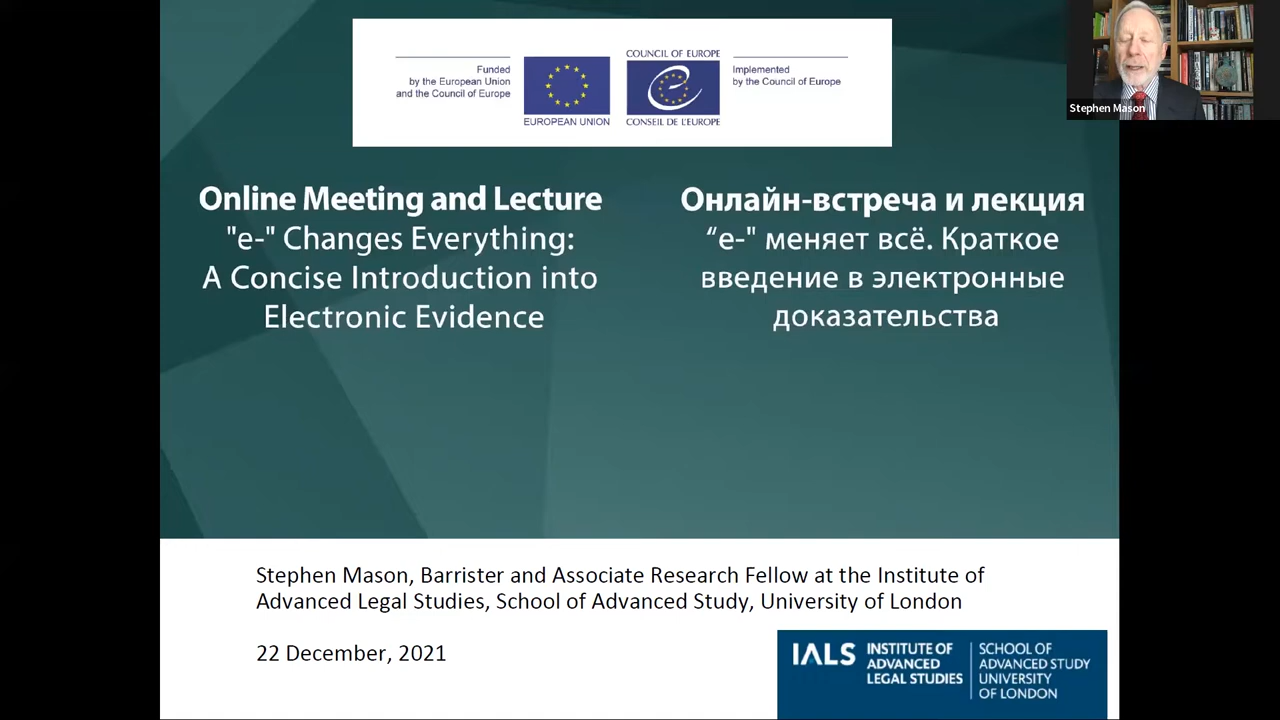 Funded
by the European Union
and the Council of Europe
EUROPEAN UNION
COUNCIL OF EUROPE
CONSEIL DE L'EUROPE
Implemented
by the Council of Europe
Stephen Mason
Online Meeting and Lecture
"e-" Changes Everything:
A Concise Introduction into
Electronic Evidence
Онлайн-встреча и лекция
“e-" меняет всё. Краткое
введение в электронные
доказательства
Stephen Mason, Barrister and Associate Research Fellow at the Institute of
Advanced Legal Studies, School of Advanced Study, University of London
22 December, 2021
IALS
INSTITUTE OF
ADVANCED
LEGAL STUDIES
SCHOOL OF
ADVANCED STUDY
UNIVERSITY
OF LONDON